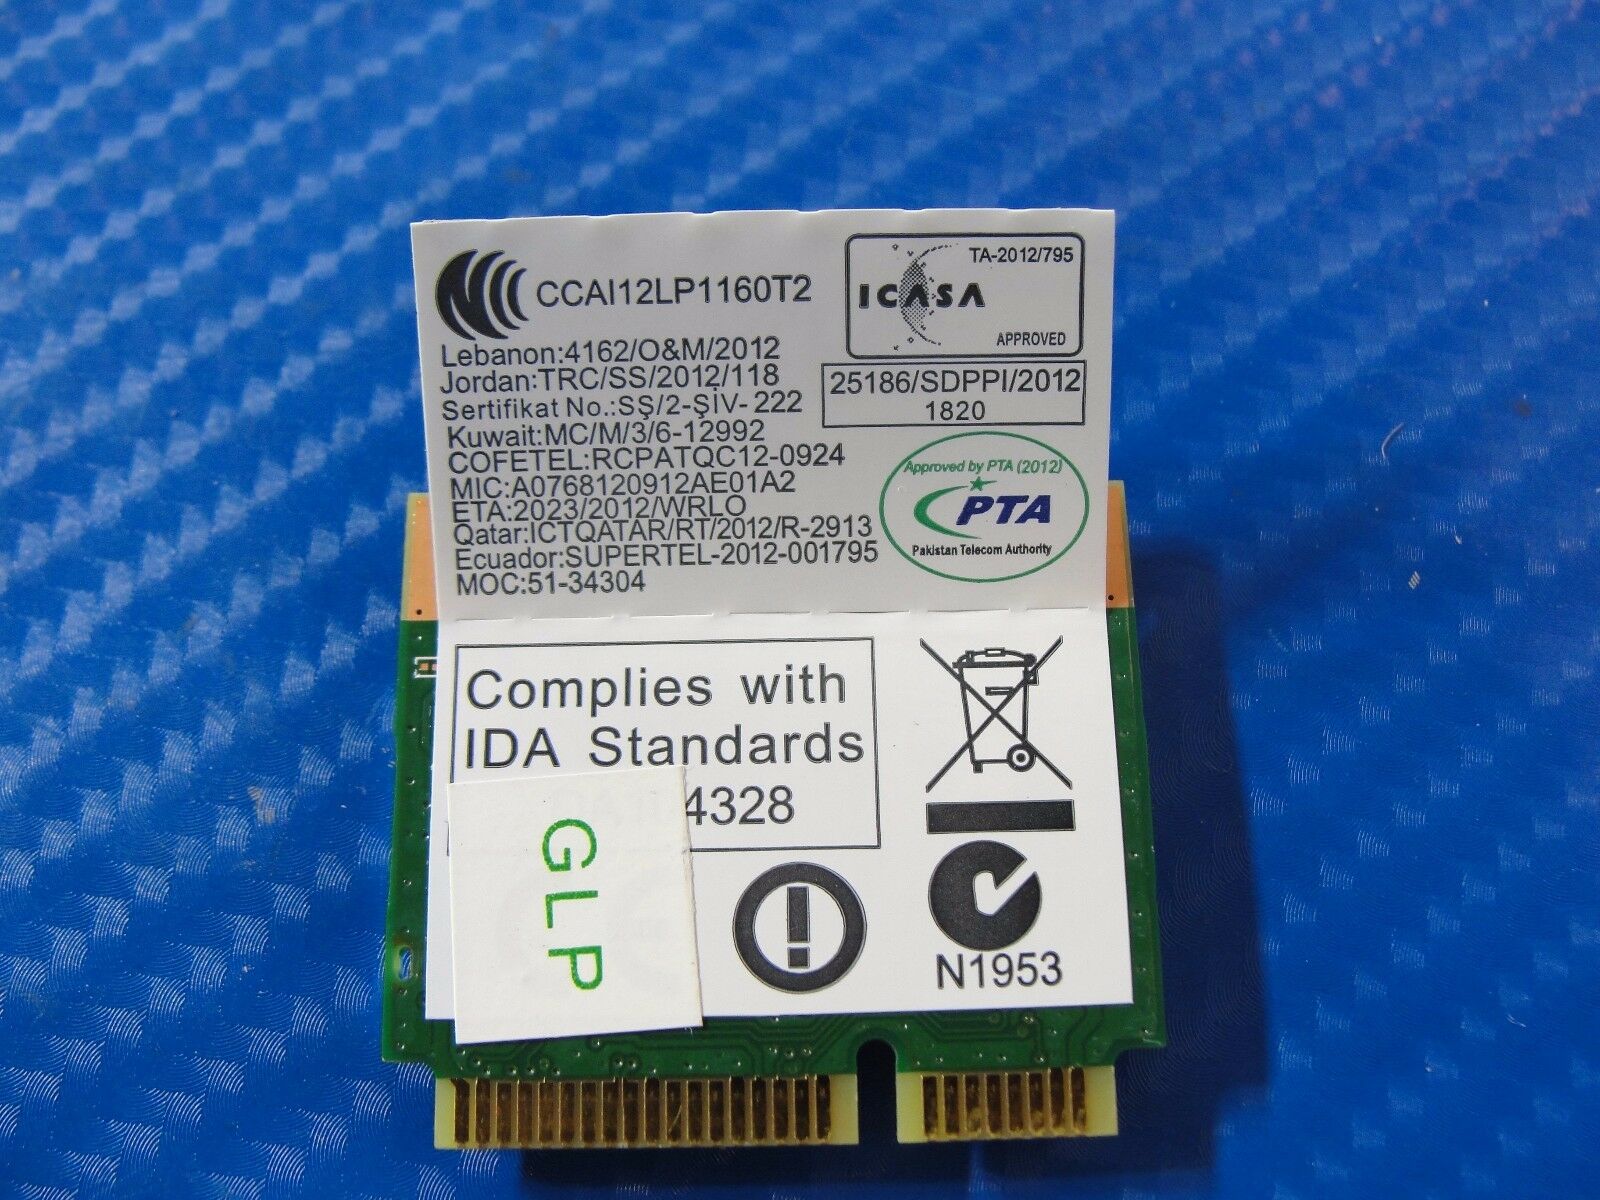 CCAI12LP1160T2
TA-2012/795
ICASA
APPROVED
Lebanon:4162/O&M/2012
Jordan:TRC/SS/2012/118
Sertifikat No.:SŞ/2-ŞİV-222
Kuwait:MC/M/3/6-12992
COFETEL:RCPATQC12-0924
MIC:A0768120912AE01A2
ETA:2023/2012/WRLO
Qatar:ICTQATAR/RT/2012/R-2913
Ecuador:SUPERTEL-2012-001795
MOC:51-34304
25186/SDPPI/2012
1820
Approved by PTA (2012)
PTA
Pakistan Telecom Authority
Complies with
IDA Standards
4328
GLP
N1953